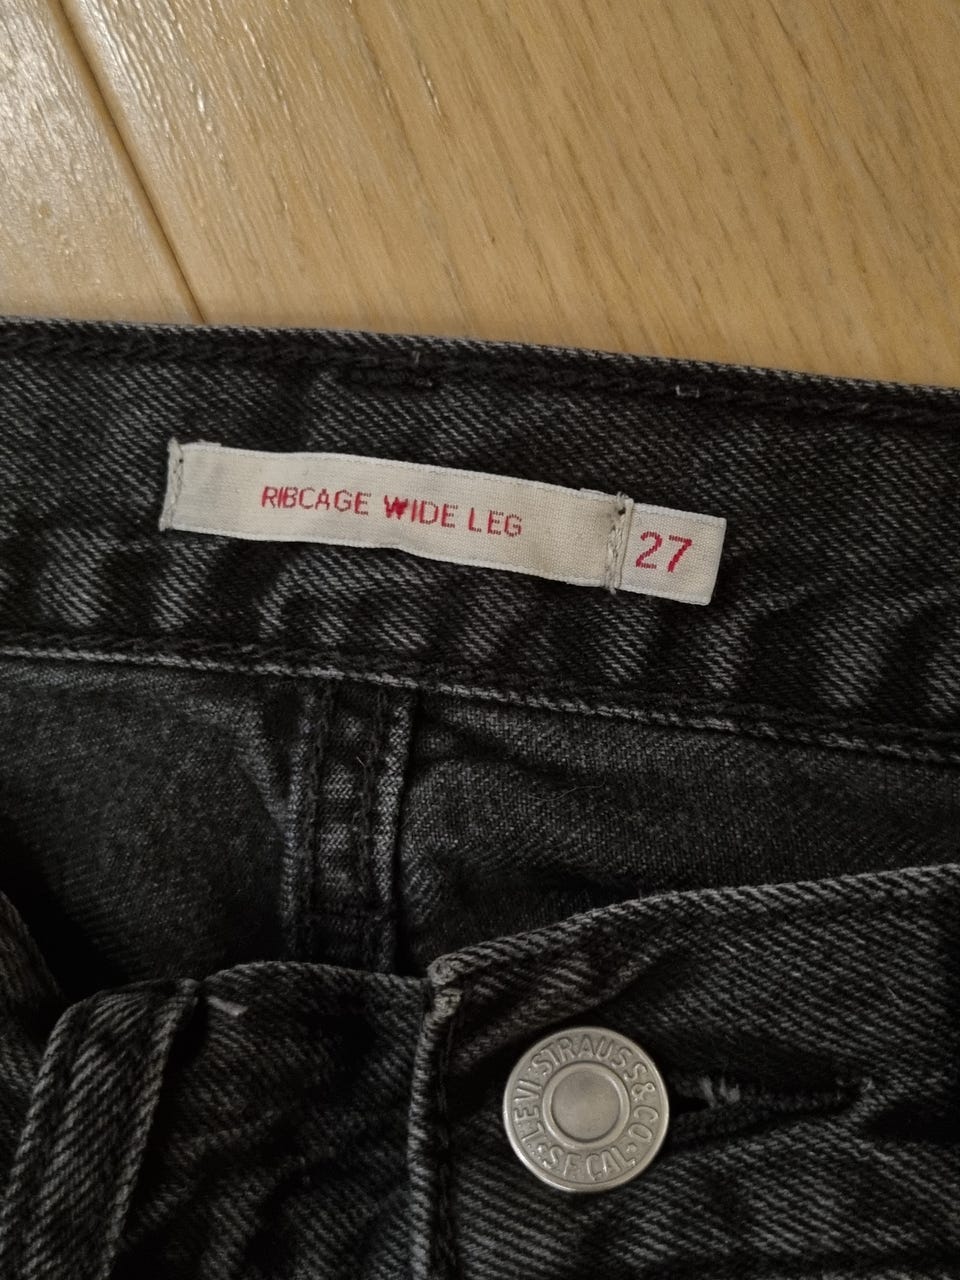 RIBCAGE WIDE LEG
27
LEVI STRAUSS & CO
S.F. CAL.